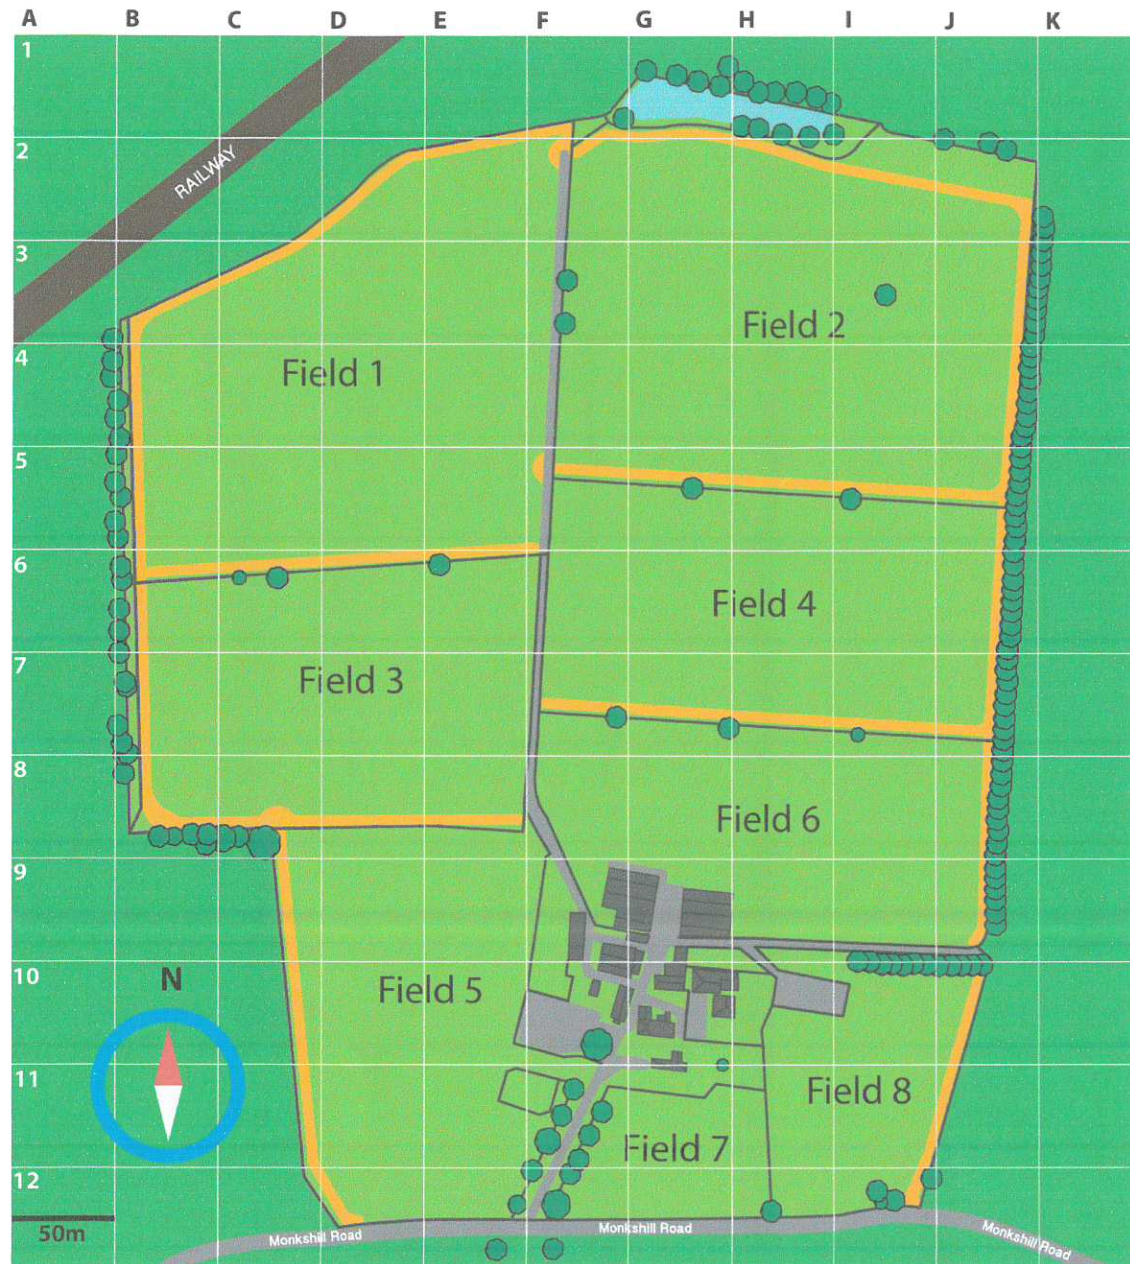 A B C D E F G H I J K
1
2
RAILWAY
3
Field 2
4
Field 1
5
6
Field 4
7
Field 3
8
Field 6
9
10
N
Field 5
11
Field 8
Field 7
12
50m
Monkshill Road
Monkshill Road
Monkshill Road